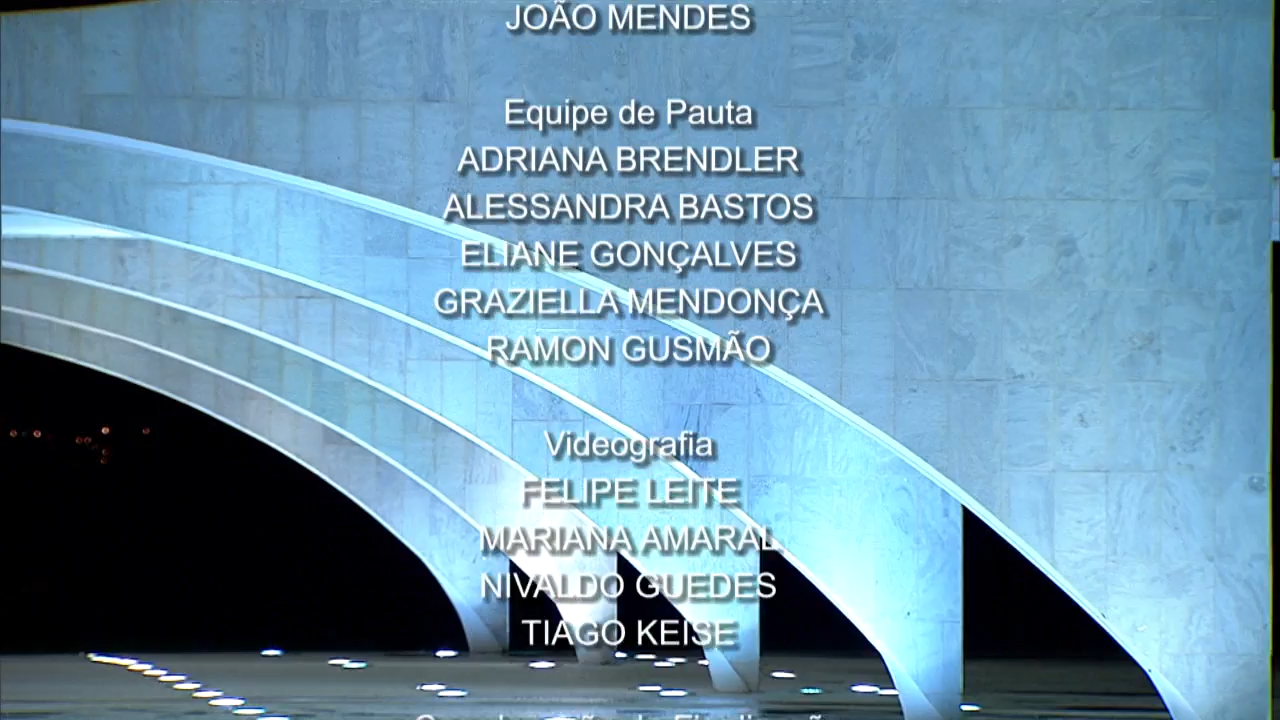 JOÃO MENDES
Equipe de Pauta
ADRIANA BRENDLER
ALESSANDRA BASTOS
ELIANE GONÇALVES
GRAZIELLA MENDONÇA
RAMON GUSMÃO
Videografia
FELIPE LEITE
MARIANA AMARAL
NIVALDO GUEDES
TIAGO KEISE